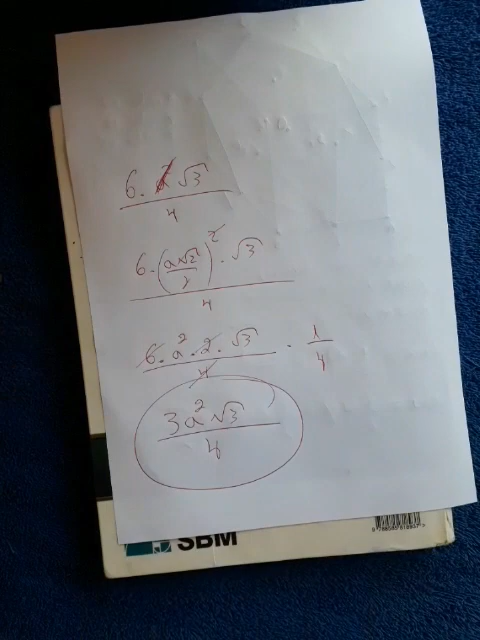 6. √3
4
6.(a√2/2)². √3
4
6. a². 2. √3 . 1
4 4
3a²√3
4
SBM